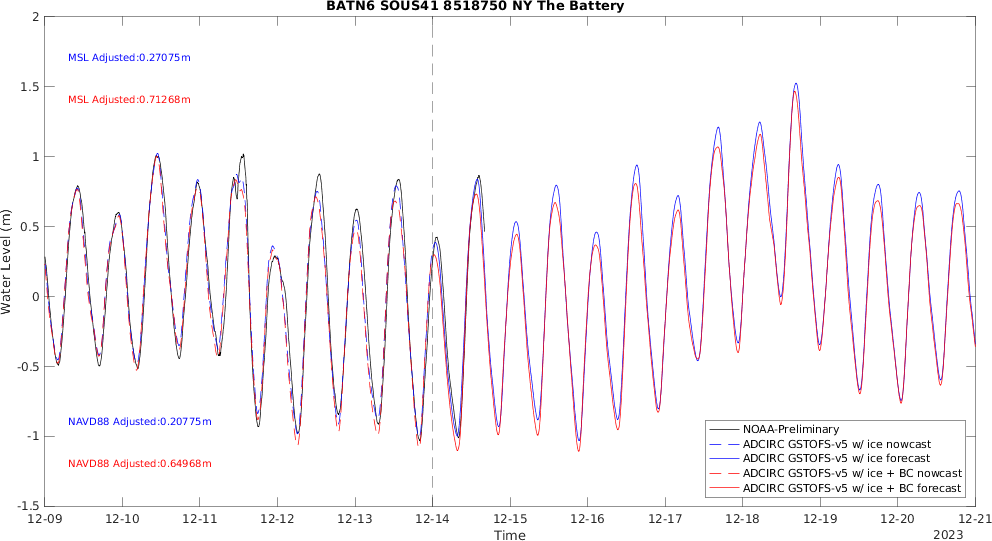 BATN6 SOUS41 8518750 NY The Battery
2
1.5
1
0.5
0
-0.5
-1
-1.5
Water Level (m)
MSL Adjusted:0.27075m
MSL Adjusted:0.71268m
NAVD88 Adjusted:0.20775m
NAVD88 Adjusted:0.64968m
NOAA-Preliminary
ADCIRC GSTOFS-v5 w/ ice nowcast
ADCIRC GSTOFS-v5 w/ ice forecast
ADCIRC GSTOFS-v5 w/ ice + BC nowcast
ADCIRC GSTOFS-v5 w/ ice + BC forecast
12-09 12-10 12-11 12-12 12-13 12-14 12-15 12-16 12-17 12-18 12-19 12-20 12-21
Time
2023